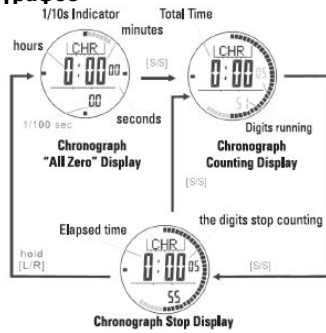 1/10s Indicator
Total Time
hours
minutes
CHR
0:00 00
00
1/100 sec
seconds
[S/S]
CHR
0:00 05
51
Digits running
Chronograph
"All Zero" Display
Chronograph
Counting Display
[S/S]
Elapsed time
the digits stop counting
CHR
0:00 05
55
hold
[L/R]
[S/S]
Chronograph Stop Display